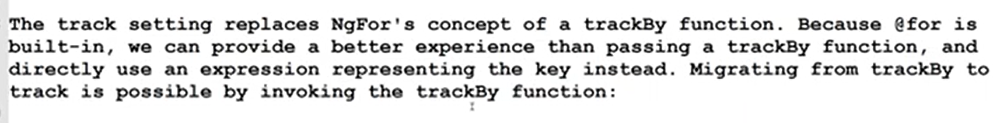 The track setting replaces NgFor's concept of a trackBy function. Because @for is
built-in, we can provide a better experience than passing a trackBy function, and
directly use an expression representing the key instead. Migrating from trackBy to
track is possible by invoking the trackBy function: